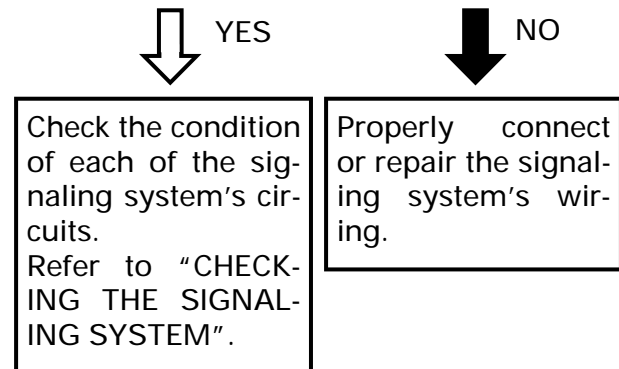 YES
NO
Check the condition
of each of the sig-
naling system's cir-
cuits.
Refer to "CHECK-
ING THE SIGNAL-
ING SYSTEM".
Properly connect
or repair the signal-
ing system's wir-
ing.